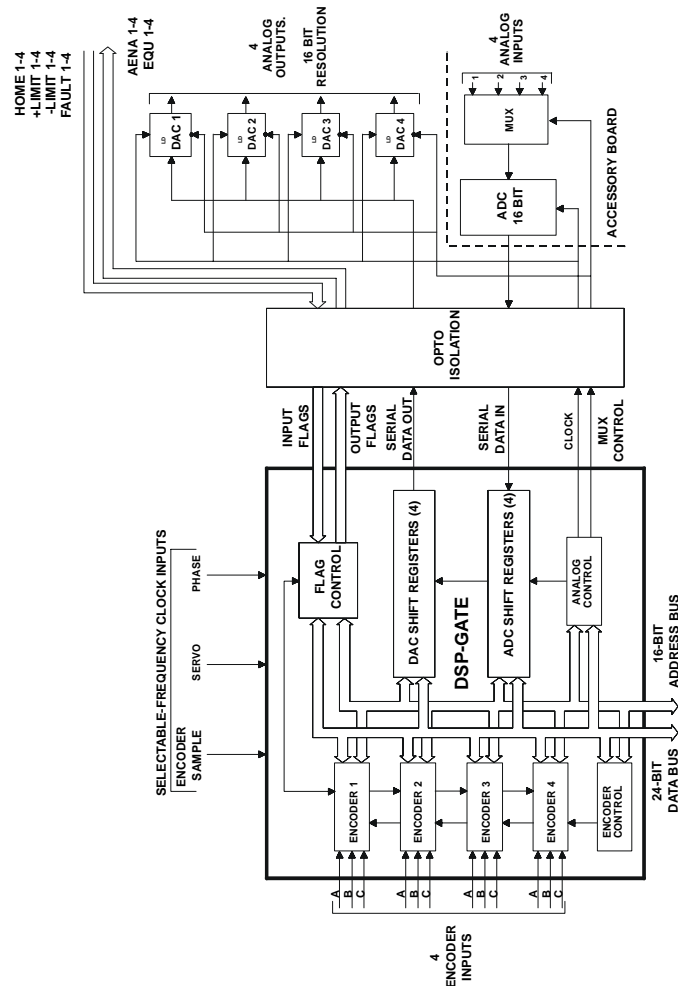 HOME 1-4
+LIMIT 1-4
-LIMIT 1-4
FAULT 1-4
AENA 1-4
EQU 1-4
4
ANALOG
OUTPUTS.
16 BIT
RESOLUTION
4
ANALOG
INPUTS
LD
DAC 1
LD
DAC 2
LD
DAC 3
LD
DAC 4
1
2
3
4
MUX
ADC
16 BIT
ACCESSORY BOARD
OPTO
ISOLATION
INPUT
FLAGS
OUTPUT
FLAGS
SERIAL
DATA OUT
SERIAL
DATA IN
CLOCK
MUX
CONTROL
SELECTABLE-FREQUENCY CLOCK INPUTS
ENCODER
SAMPLE
SERVO
PHASE
FLAG
CONTROL
DAC SHIFT REGISTERS (4)
ADC SHIFT REGISTERS (4)
ANALOG
CONTROL
DSP-GATE
16-BIT
ADDRESS BUS
24-BIT
DATA BUS
ENCODER 1
ENCODER 2
ENCODER 3
ENCODER 4
ENCODER
CONTROL
A
B
C
A
B
C
A
B
C
A
B
C
4
ENCODER
INPUTS